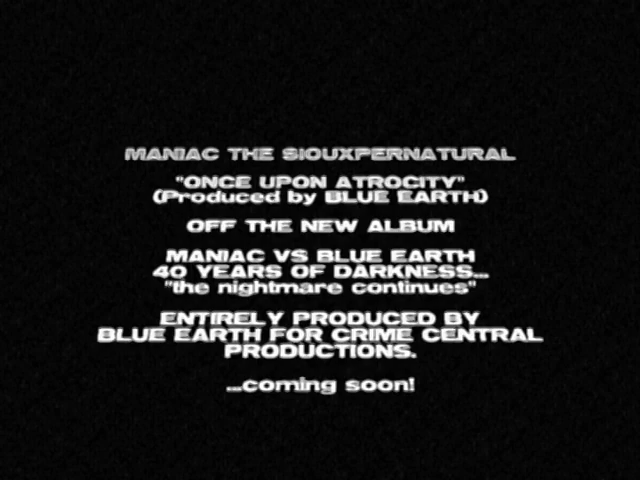 MANIAC THE SIOUXPERNATURAL
"ONCE UPON ATROCITY"
(Produced by BLUE EARTH)
OFF THE NEW ALBUM
MANIAC VS BLUE EARTH
40 YEARS OF DARKNESS...
"the nightmare continues"
ENTIRELY PRODUCED BY
BLUE EARTH FOR CRIME CENTRAL
PRODUCTIONS.
...coming soon!